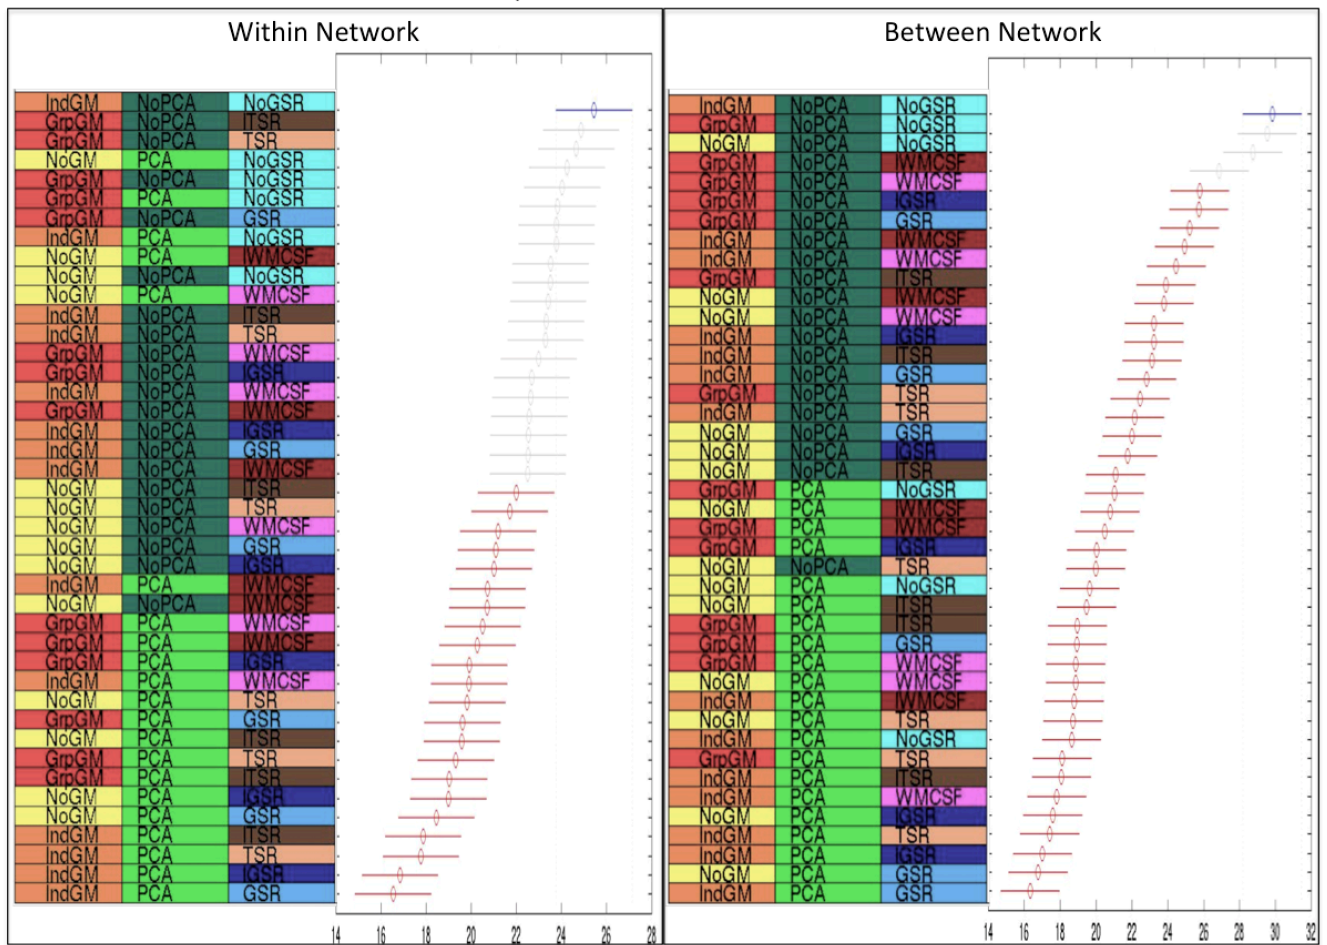 Within Network
IndGM NoPCA NoGSR
GrpGM NoPCA ITSR
GrpGM NoPCA TSR
NoGM PCA NoGSR
GrpGM NoPCA NoGSR
GrpGM PCA NoGSR
GrpGM NoPCA GSR
IndGM PCA NoGSR
NoGM PCA IWMCSF
NoGM NoPCA NoGSR
NoGM PCA WMCSF
IndGM NoPCA ITSR
IndGM NoPCA TSR
GrpGM NoPCA WMCSF
GrpGM NoPCA IGSR
IndGM NoPCA WMCSF
GrpGM NoPCA IWMCSF
IndGM NoPCA IGSR
IndGM NoPCA GSR
IndGM NoPCA IWMCSF
NoGM NoPCA ITSR
NoGM NoPCA TSR
NoGM NoPCA WMCSF
NoGM NoPCA GSR
NoGM NoPCA IGSR
IndGM PCA IWMCSF
NoGM NoPCA IWMCSF
GrpGM PCA WMCSF
GrpGM PCA IWMCSF
GrpGM PCA IGSR
IndGM PCA WMCSF
NoGM PCA TSR
GrpGM PCA GSR
NoGM PCA ITSR
GrpGM PCA TSR
GrpGM PCA ITSR
NoGM PCA IGSR
NoGM PCA GSR
IndGM PCA ITSR
IndGM PCA TSR
IndGM PCA IGSR
IndGM PCA GSR
14 16 18 20 22 24 26 28
Between Network
IndGM NoPCA NoGSR
GrpGM NoPCA NoGSR
NoGM NoPCA NoGSR
GrpGM NoPCA IWMCSF
GrpGM NoPCA WMCSF
GrpGM NoPCA IGSR
GrpGM NoPCA GSR
IndGM NoPCA IWMCSF
IndGM NoPCA WMCSF
GrpGM NoPCA ITSR
NoGM NoPCA IWMCSF
NoGM NoPCA WMCSF
IndGM NoPCA IGSR
IndGM NoPCA ITSR
IndGM NoPCA GSR
GrpGM NoPCA TSR
IndGM NoPCA TSR
NoGM NoPCA GSR
NoGM NoPCA IGSR
NoGM NoPCA ITSR
GrpGM PCA NoGSR
NoGM PCA IWMCSF
GrpGM PCA IWMCSF
GrpGM PCA IGSR
NoGM NoPCA TSR
NoGM PCA NoGSR
NoGM PCA ITSR
GrpGM PCA ITSR
GrpGM PCA GSR
GrpGM PCA WMCSF
NoGM PCA WMCSF
IndGM PCA IWMCSF
NoGM PCA TSR
IndGM PCA NoGSR
GrpGM PCA TSR
IndGM PCA ITSR
IndGM PCA WMCSF
NoGM PCA IGSR
IndGM PCA TSR
IndGM PCA IGSR
NoGM PCA GSR
IndGM PCA GSR
14 16 18 20 22 24 26 28 30 32